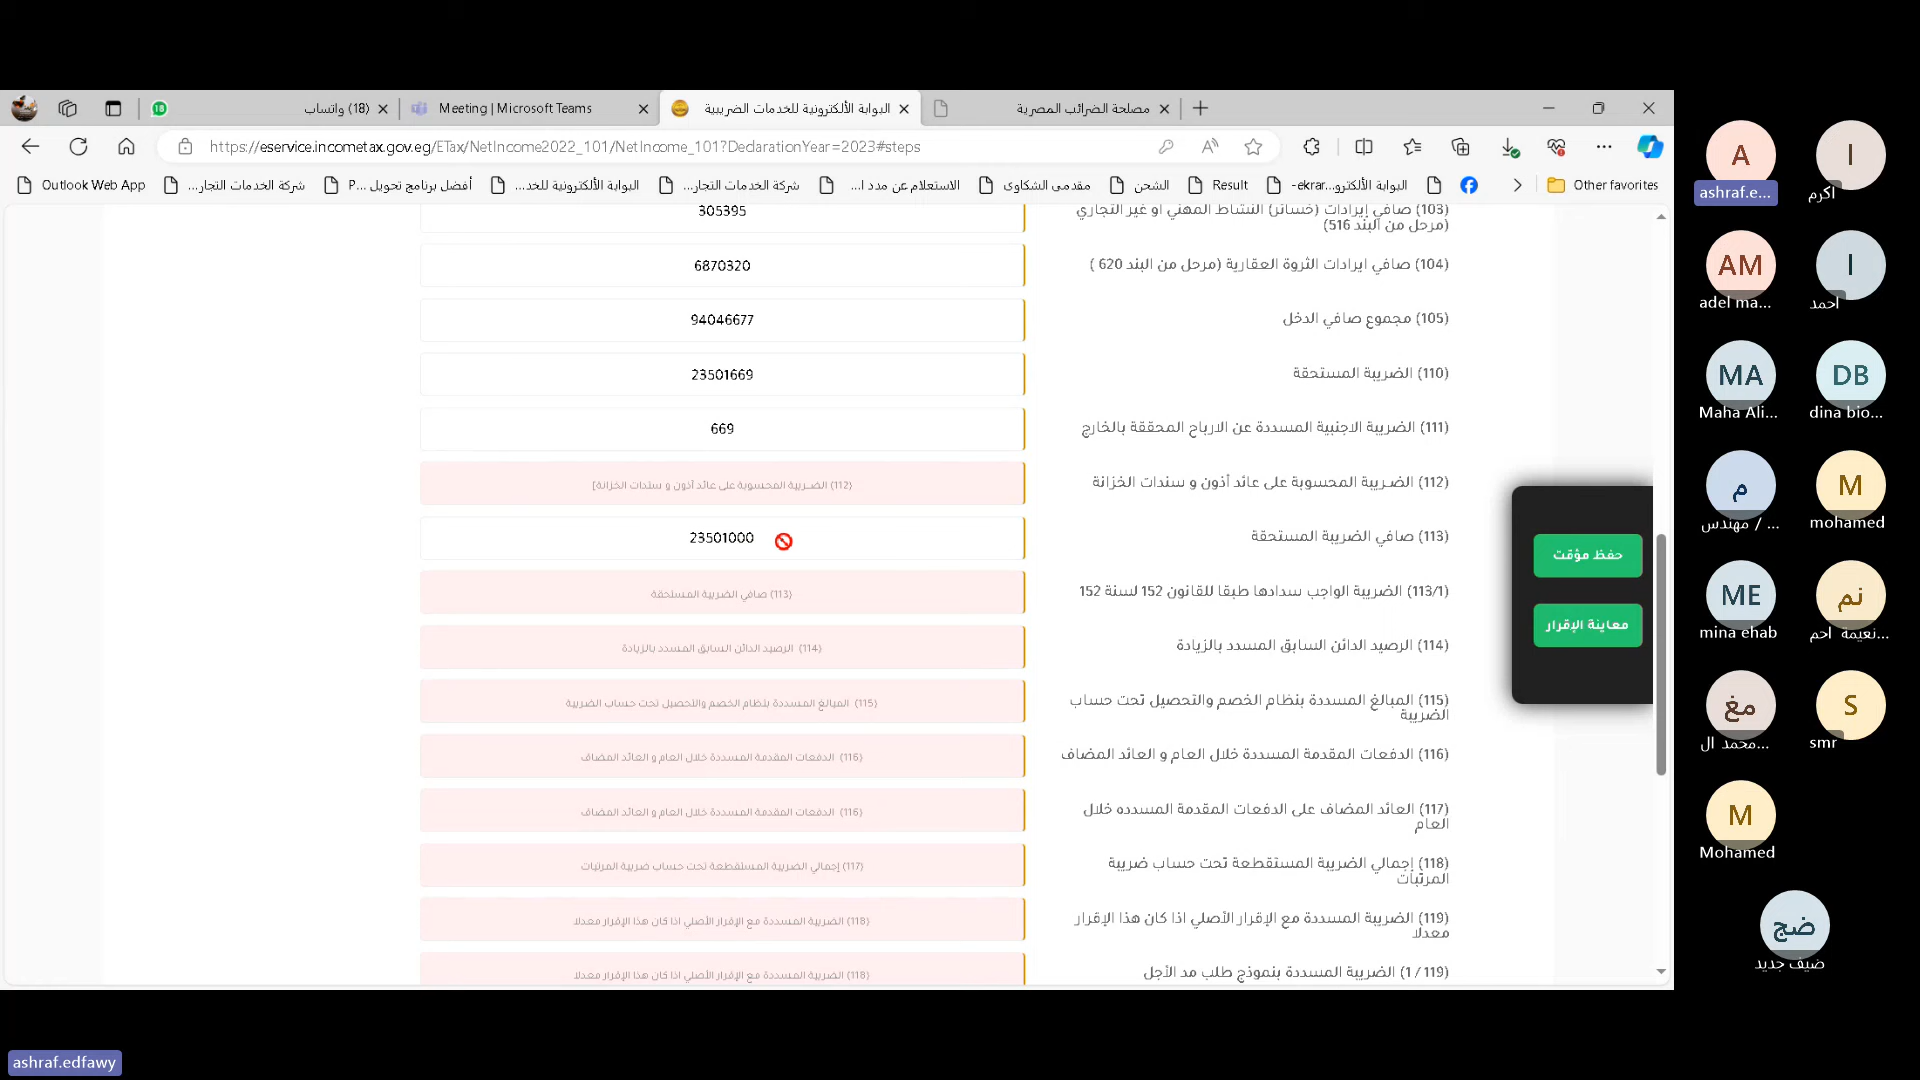 (18) واتساب
Meeting | Microsoft Teams
البوابة الألكترونية للخدمات الضريبية
مصلحة الضرائب المصرية
https://eservice.incometax.gov.eg/ETax/NetIncome2022_101/NetIncome_101?DeclarationYear=2023#steps
Outlook Web App
شركة الخدمات التجار...
أفضل برنامج تحويل P...
البوابة الألكترونية للخد...
شركة الخدمات التجار...
الاستعلام عن مدد ا...
مقدمى الشكاوى
الشحن
Result
البوابة الألكترو...ekrar-
Other favorites
(103) صافي إيرادات (خسائر) النشاط المهني او غير التجاري
(مرحل من البند 516)
305395
(104) صافي ايرادات الثروة العقارية (مرحل من البند 620 )
6870320
(105) مجموع صافي الدخل
94046677
(110) الضريبة المستحقة
23501669
(111) الضريبة الاجنبية المسددة عن الارباح المحققة بالخارج
669
(112) الضريبة المحسوبة على عائد أذون و سندات الخزانة
(112) الضريبة المحسوبة على عائد أذون و سندات الخزانة]
(113) صافي الضريبة المستحقة
23501000
(113/1) الضريبة الواجب سدادها طبقا للقانون 152 لسنة 152
(113) صافي الضريبة المستحقة
(114) الرصيد الدائن السابق المسدد بالزيادة
(114) الرصيد الدائن السابق المسدد بالزيادة
(115) المبالغ المسددة بنظام الخصم والتحصيل تحت حساب
الضريبة
(115) المبالغ المسددة بنظام الخصم والتحصيل تحت حساب الضريبة
(116) الدفعات المقدمة المسددة خلال العام و العائد المضاف
(116) الدفعات المقدمة المسددة خلال العام و العائد المضاف
(117) العائد المضاف على الدفعات المقدمة المسدده خلال
العام
(116) الدفعات المقدمة المسددة خلال العام و العائد المضاف
(118) إجمالي الضريبة المستقطعة تحت حساب ضريبة
المرتبات
(117) إجمالي الضريبة المستقطعة تحت حساب ضريبة المرتبات
(119) الضريبة المسددة مع الإقرار الأصلي اذا كان هذا الإقرار
معدلا
(118) الضريبة المسددة مع الإقرار الأصلي اذا كان هذا الإقرار معدلا
(119 / 1) الضريبة المسددة بنموذج طلب مد الأجل
(118) الضريبة المسددة مع الإقرار الأصلي اذا كان هذا الإقرار معدلا
حفظ مؤقت
معاينة الإقرار
A
ashraf.e...
I
اكرم
AM
adel ma...
I
احمد
MA
Maha Ali...
DB
dina bio...
م
مهندس / ...
M
mohamed
ME
mina ehab
نم
نعيمة احم...
مغ
محمد ال...
S
smr
M
Mohamed
ضج
ضيف جديد
ashraf.edfawy